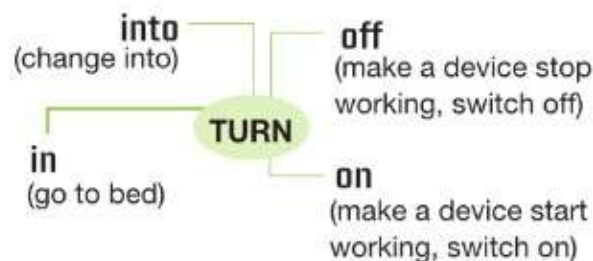 into
(change into)
off
(make a device stop
working, switch off)
TURN
in
(go to bed)
on
(make a device start
working, switch on)